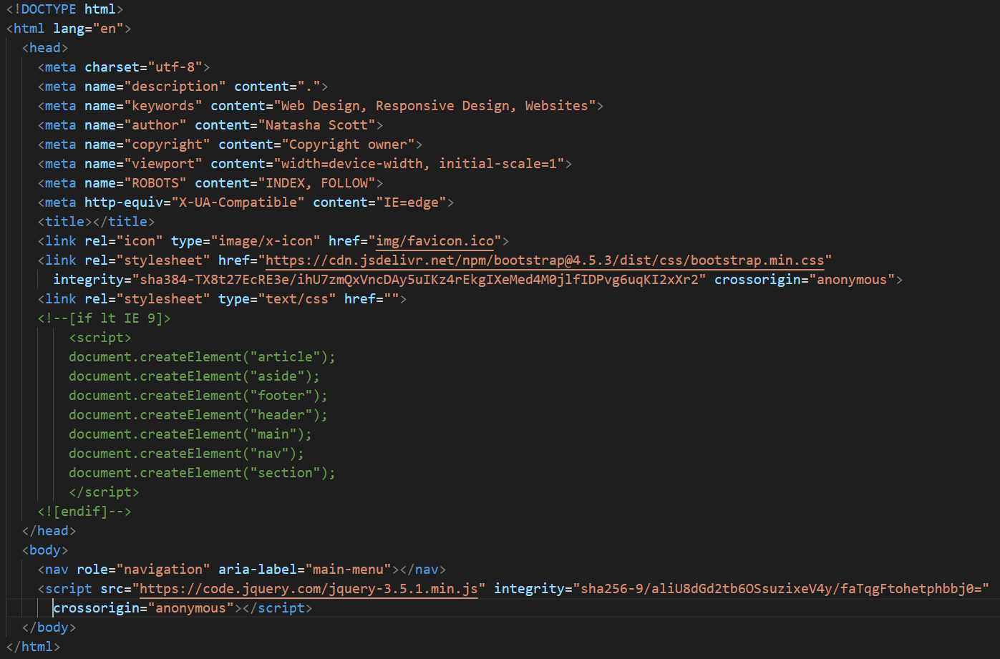 <!DOCTYPE html>
<html lang="en">
<head>
<meta charset="utf-8">
<meta name="description" content=".">
<meta name="keywords" content="Web Design, Responsive Design, Websites">
<meta name="author" content="Natasha Scott">
<meta name="copyright" content="Copyright owner">
<meta name="viewport" content="width=device-width, initial-scale=1">
<meta name="ROBOTS" content="INDEX, FOLLOW">
<meta http-equiv="X-UA-Compatible" content="IE=edge">
<title></title>
<link rel="icon" type="image/x-icon" href="img/favicon.ico">
<link rel="stylesheet" href="https://cdn.jsdelivr.net/npm/bootstrap@4.5.3/dist/css/bootstrap.min.css"
integrity="sha384-TX8t27EcRE3e/ihU7zmQxVncDAy5uIKz4rEkgIXeMed4M0jlfIDPvg6uqKI2xXr2" crossorigin="anonymous">
<link rel="stylesheet" type="text/css" href="">
<!--[if lt IE 9]>
<script>
document.createElement("article");
document.createElement("aside");
document.createElement("footer");
document.createElement("header");
document.createElement("main");
document.createElement("nav");
document.createElement("section");
</script>
<![endif]-->
</head>
<body>
<nav role="navigation" aria-label="main-menu"></nav>
<script src="https://code.jquery.com/jquery-3.5.1.min.js" integrity="sha256-9/aliU8dGd2tb6OSsuzixeV4y/faTqgFtohetphbbj0="
crossorigin="anonymous"></script>
</body>
</html>